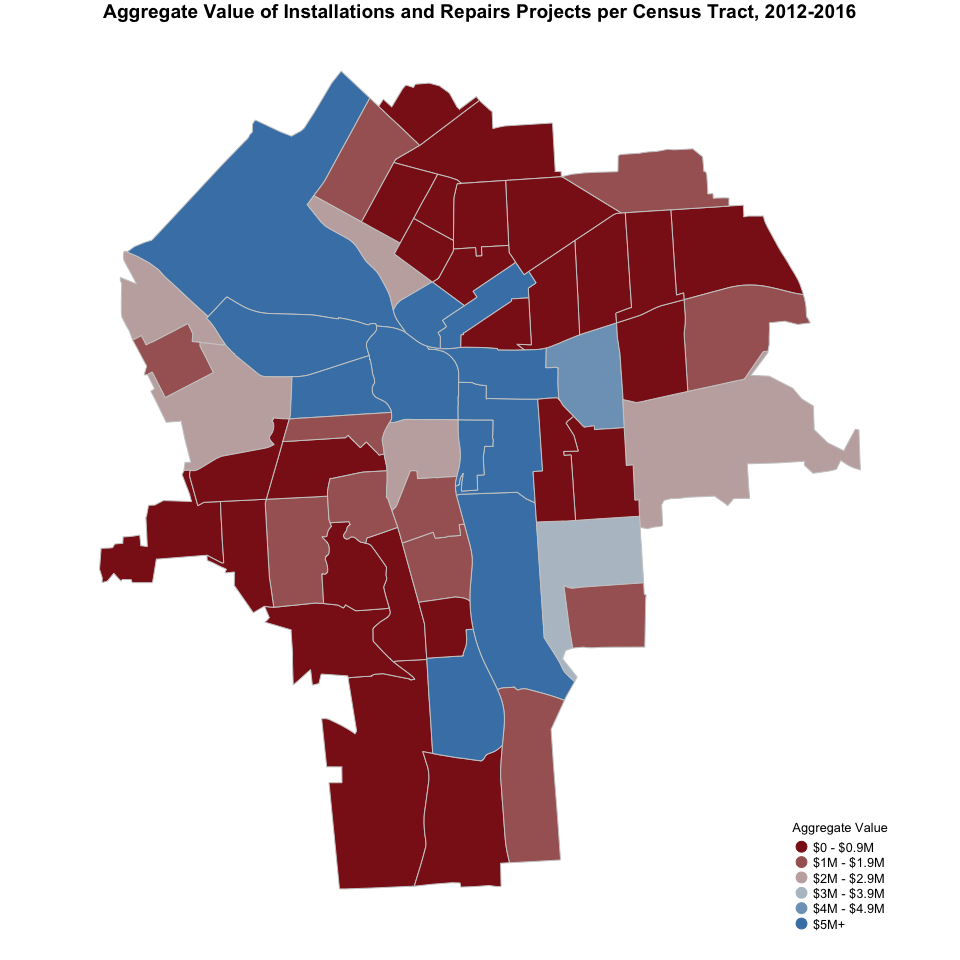 Aggregate Value of Installations and Repairs Projects per Census Tract, 2012-2016
Aggregate Value
$0 - $0.9M
$1M - $1.9M
$2M - $2.9M
$3M - $3.9M
$4M - $4.9M
$5M+